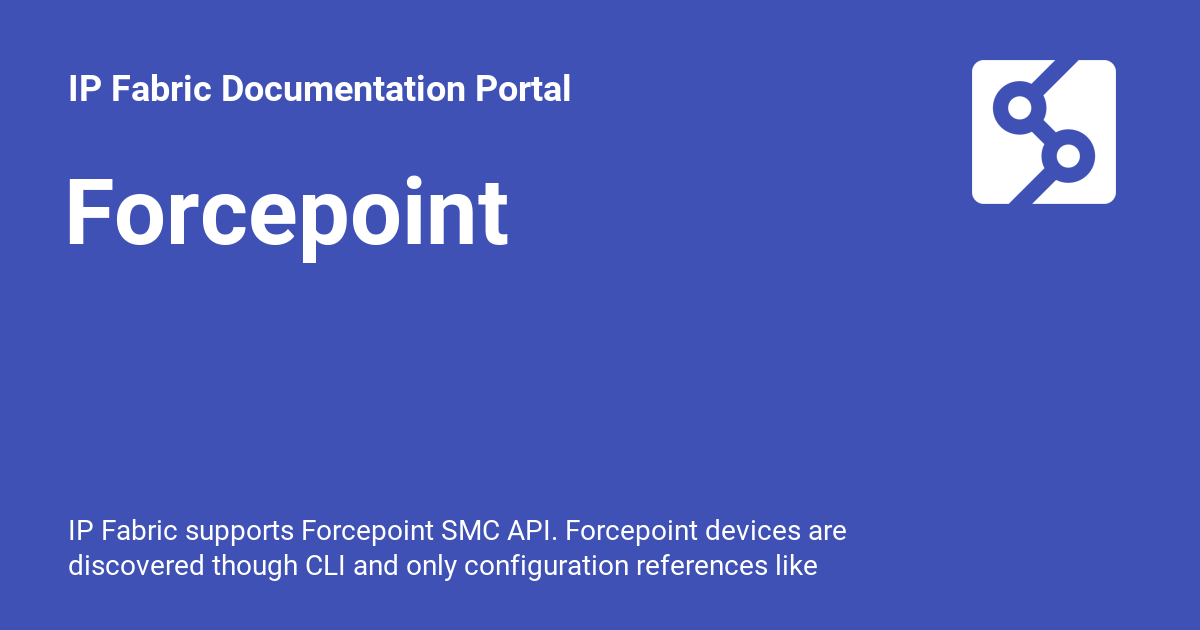 IP Fabric Documentation Portal
Forcepoint
IP Fabric supports Forcepoint SMC API. Forcepoint devices are
discovered though CLI and only configuration references like